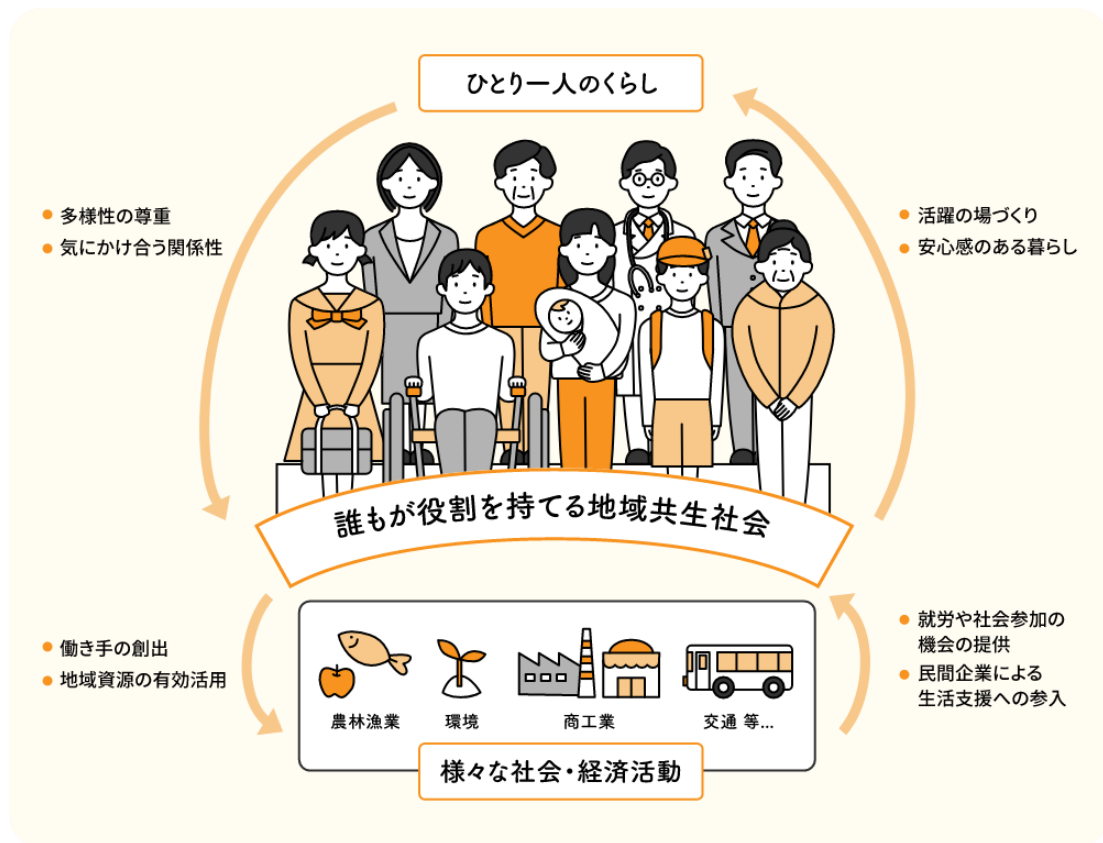 ひとり一人のくらし
多様性の尊重
気にかけ合う関係性
活躍の場づくり
安心感のある暮らし
誰もが役割を持てる地域共生社会
働き手の創出
地域資源の有効活用
就労や社会参加の
機会の提供
民間企業による
生活支援への参入
農林漁業
環境
商工業
交通 等...
様々な社会・経済活動